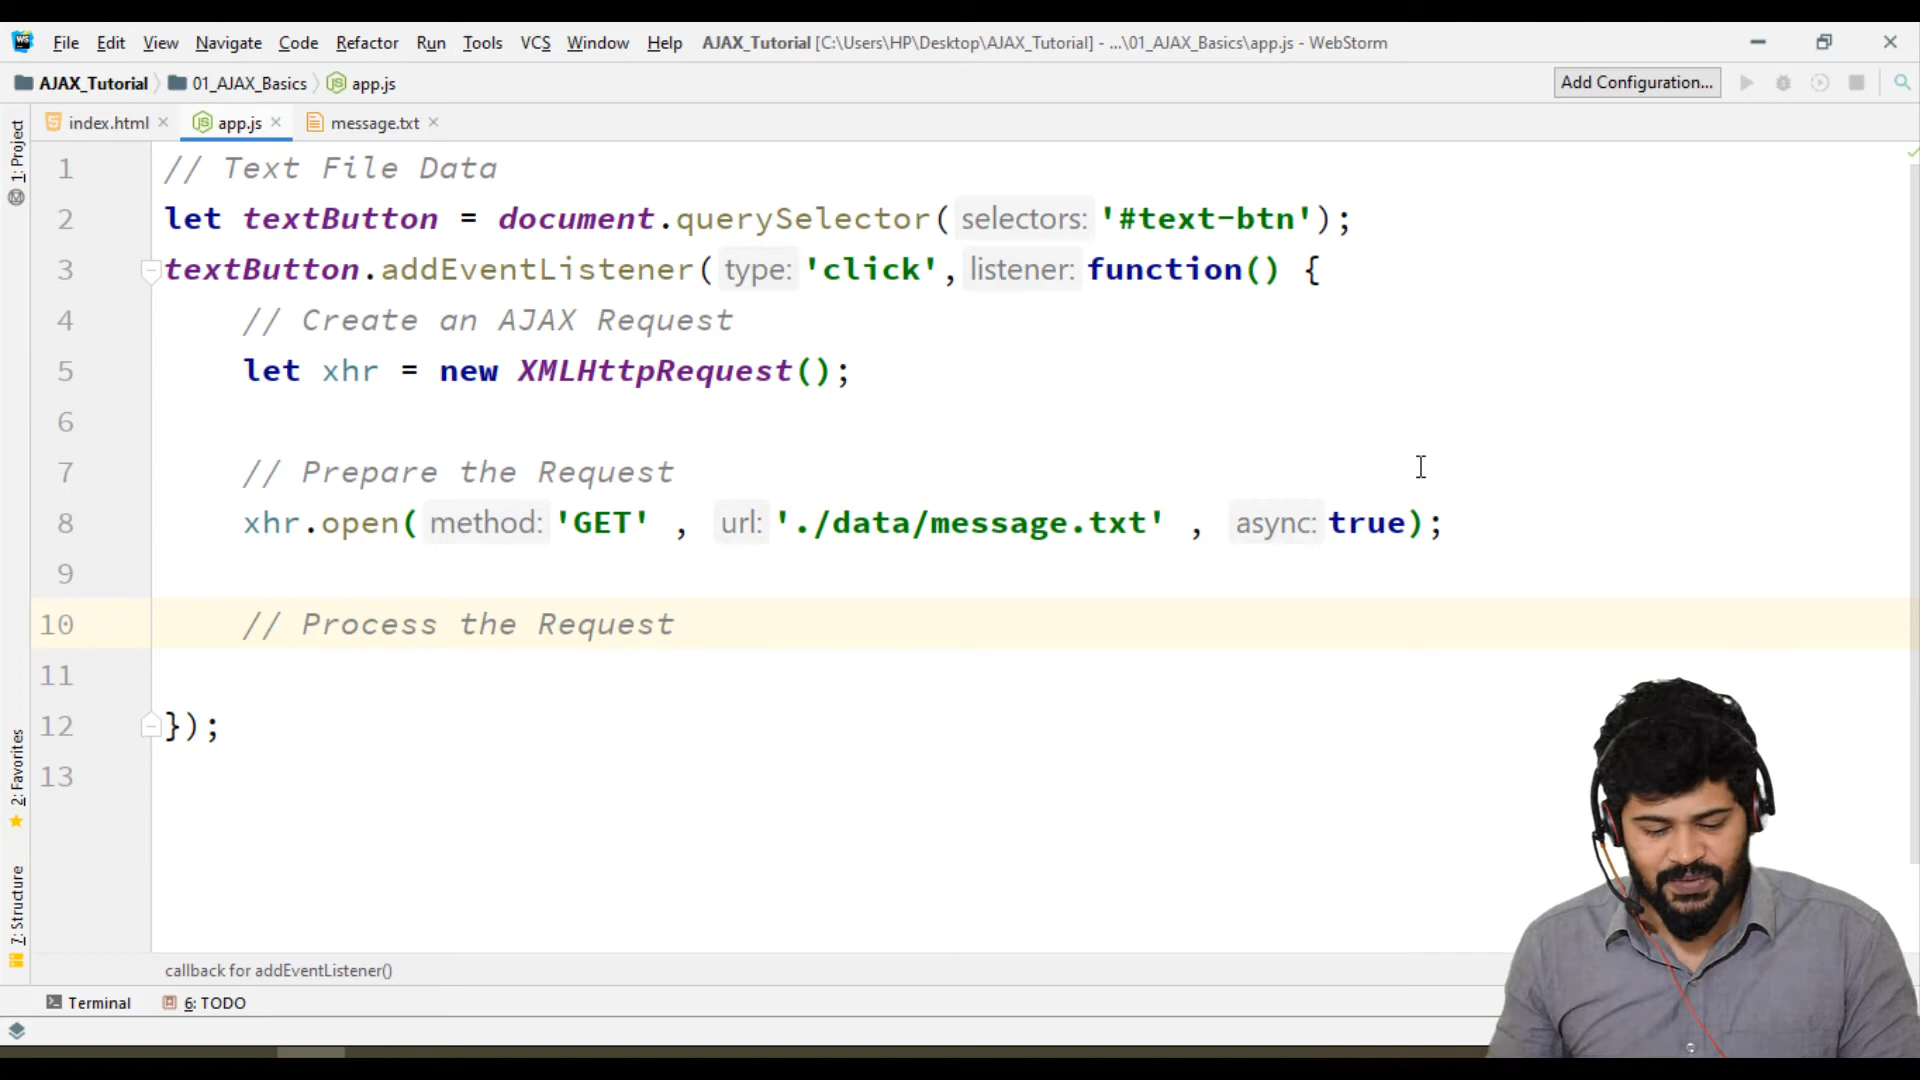 File Edit View Navigate Code Refactor Run Tools VCS Window Help AJAX_Tutorial [C:\Users\HP\Desktop\AJAX_Tutorial] - ...\01_AJAX_Basics\app.js - WebStorm
AJAX_Tutorial 01_AJAX_Basics app.js Add Configuration...
index.html app.js message.txt
1: Project
1 // Text File Data
2 let textButton = document.querySelector( selectors: '#text-btn');
3 textButton.addEventListener( type: 'click', listener: function() {
4 // Create an AJAX Request
5 let xhr = new XMLHttpRequest();
6
7 // Prepare the Request
8 xhr.open( method: 'GET' , url: './data/message.txt' , async: true);
9
10 // Process the Request
11
12 });
13
2: Favorites
7: Structure
callback for addEventListener()
Terminal 6: TODO